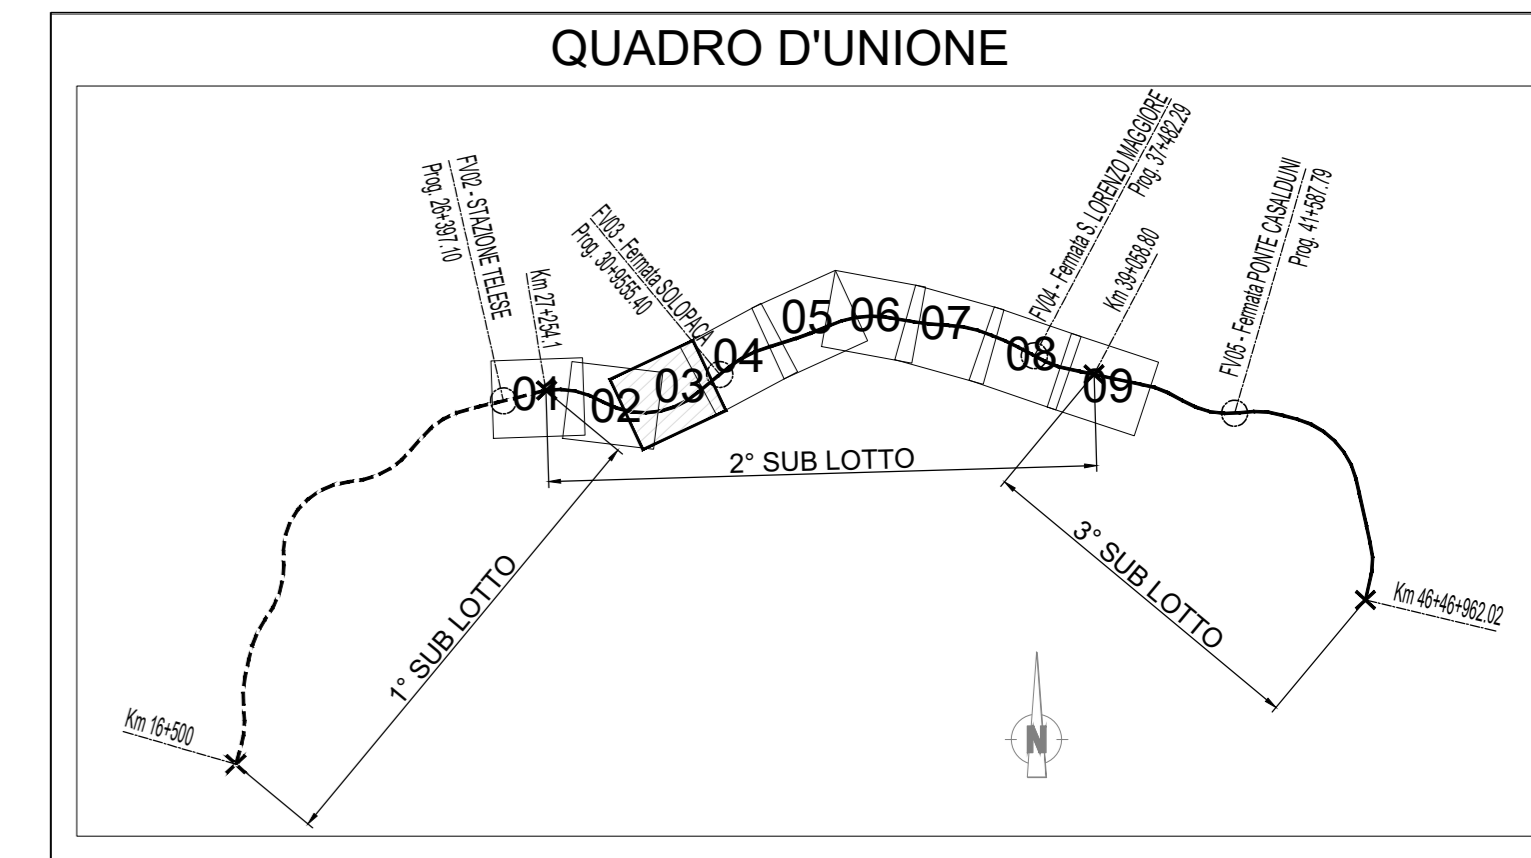 QUADRO D'UNIONE
FV02 - STAZIONE TELESE
Prog. 26+397.10
Km 27+254.1
FV03 - Fermata SOLOPACA
Prog. 30+9555.40
FV04 - Fermata S. LORENZO MAGGIORE
Prog. 37+482.29
Km 39+058.80
FV05 - Fermata PONTE CASALDUNI
Prog. 41+587.79
01
02
03
04
05
06
07
08
09
2° SUB LOTTO
1° SUB LOTTO
3° SUB LOTTO
Km 46+46+962.02
Km 16+500
N